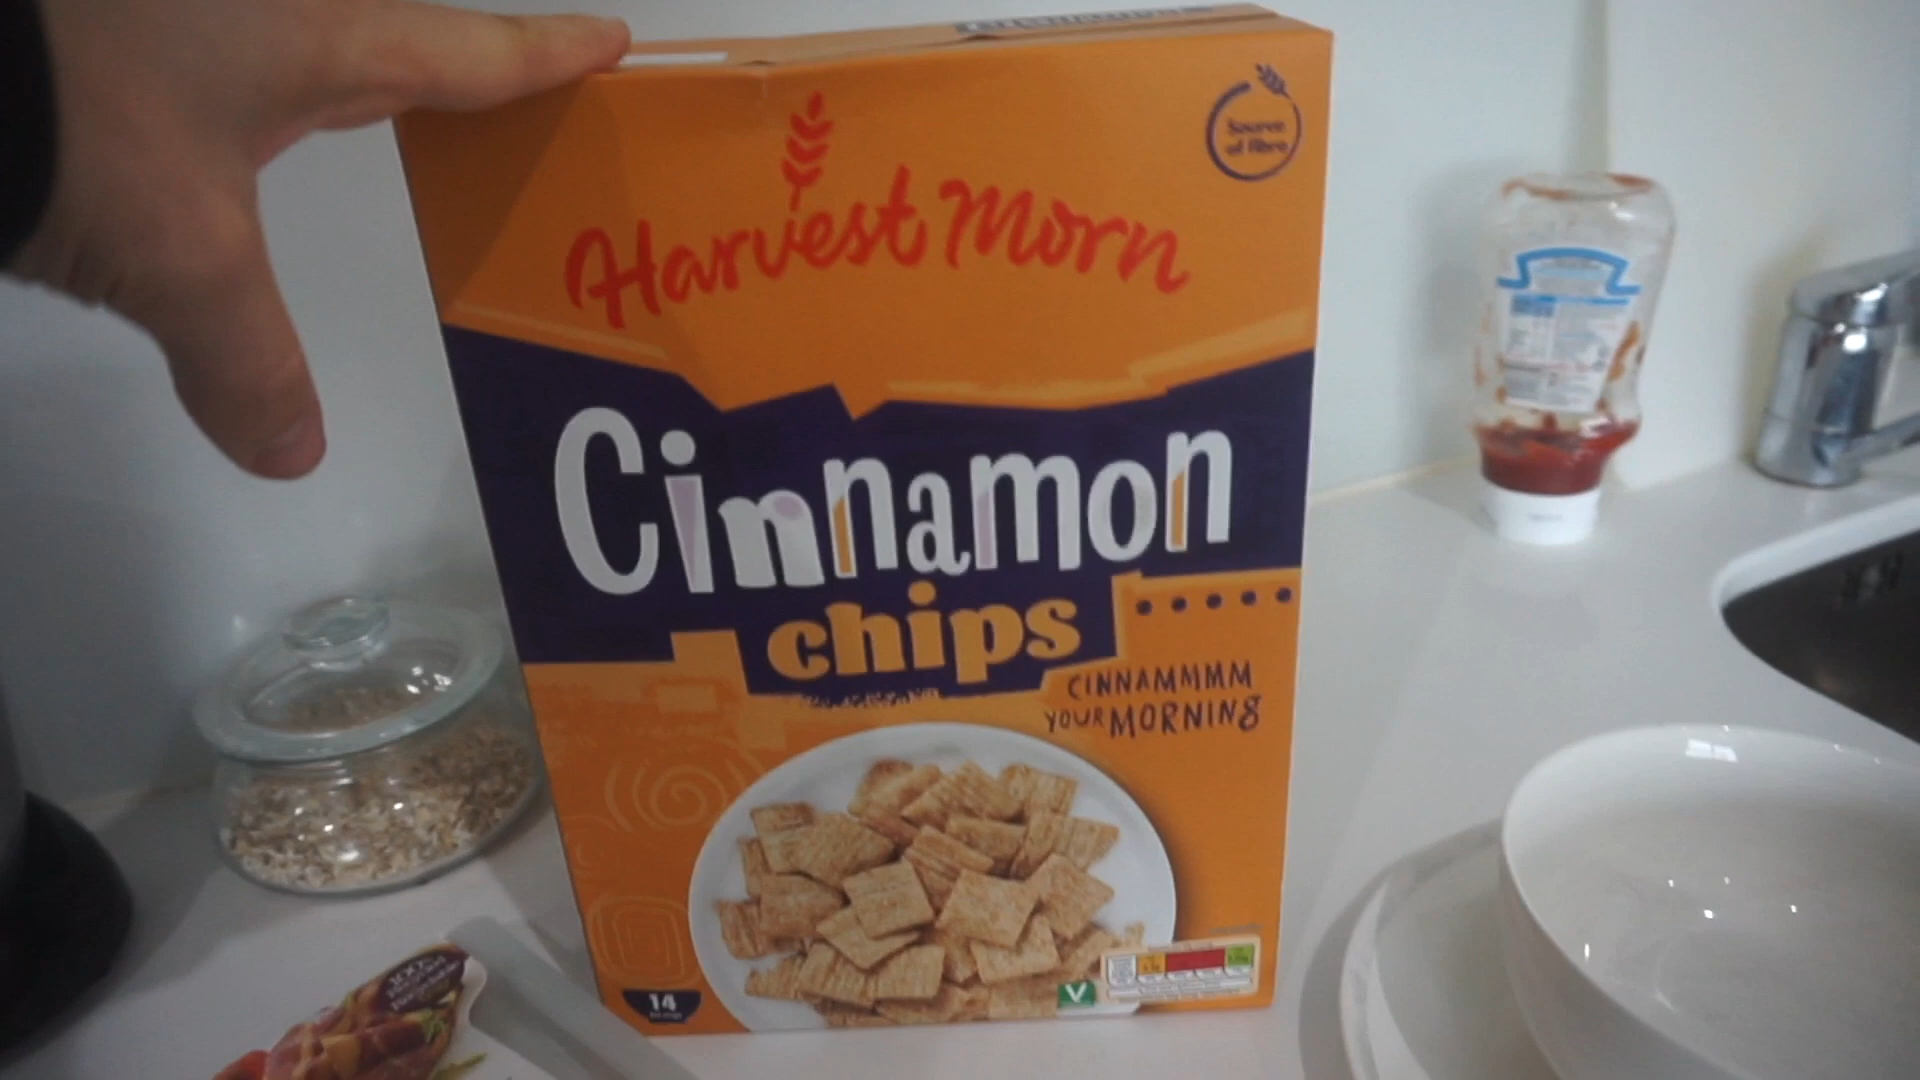 Source
of fibre
Harvest Morn
Cinnamon
chips
CINNAMMMM
YOUR MORNING
14
V